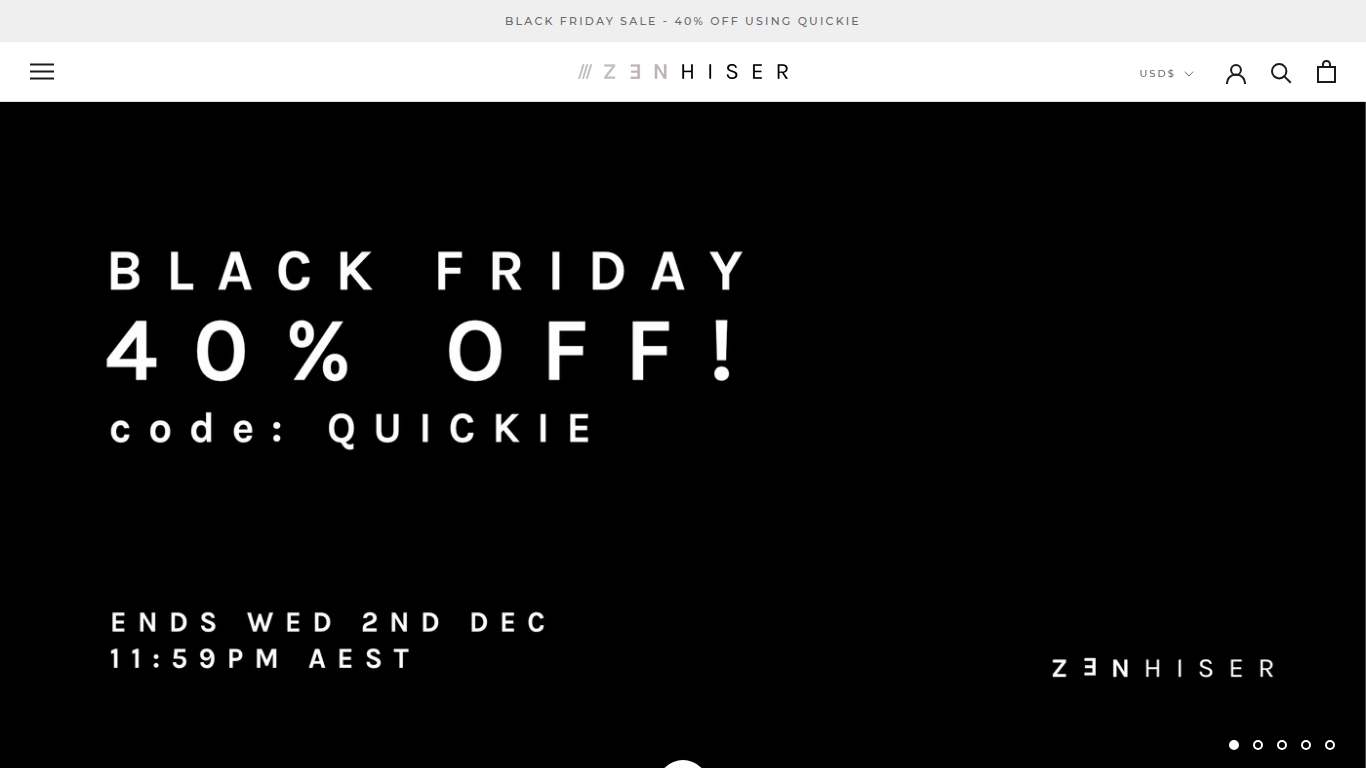 BLACK FRIDAY SALE - 40% OFF USING QUICKIE
ZƎNHISER
USD$
BLACK FRIDAY
40% OFF!
code: QUICKIE
ENDS WED 2ND DEC
11:59PM AEST
ZƎNHISER